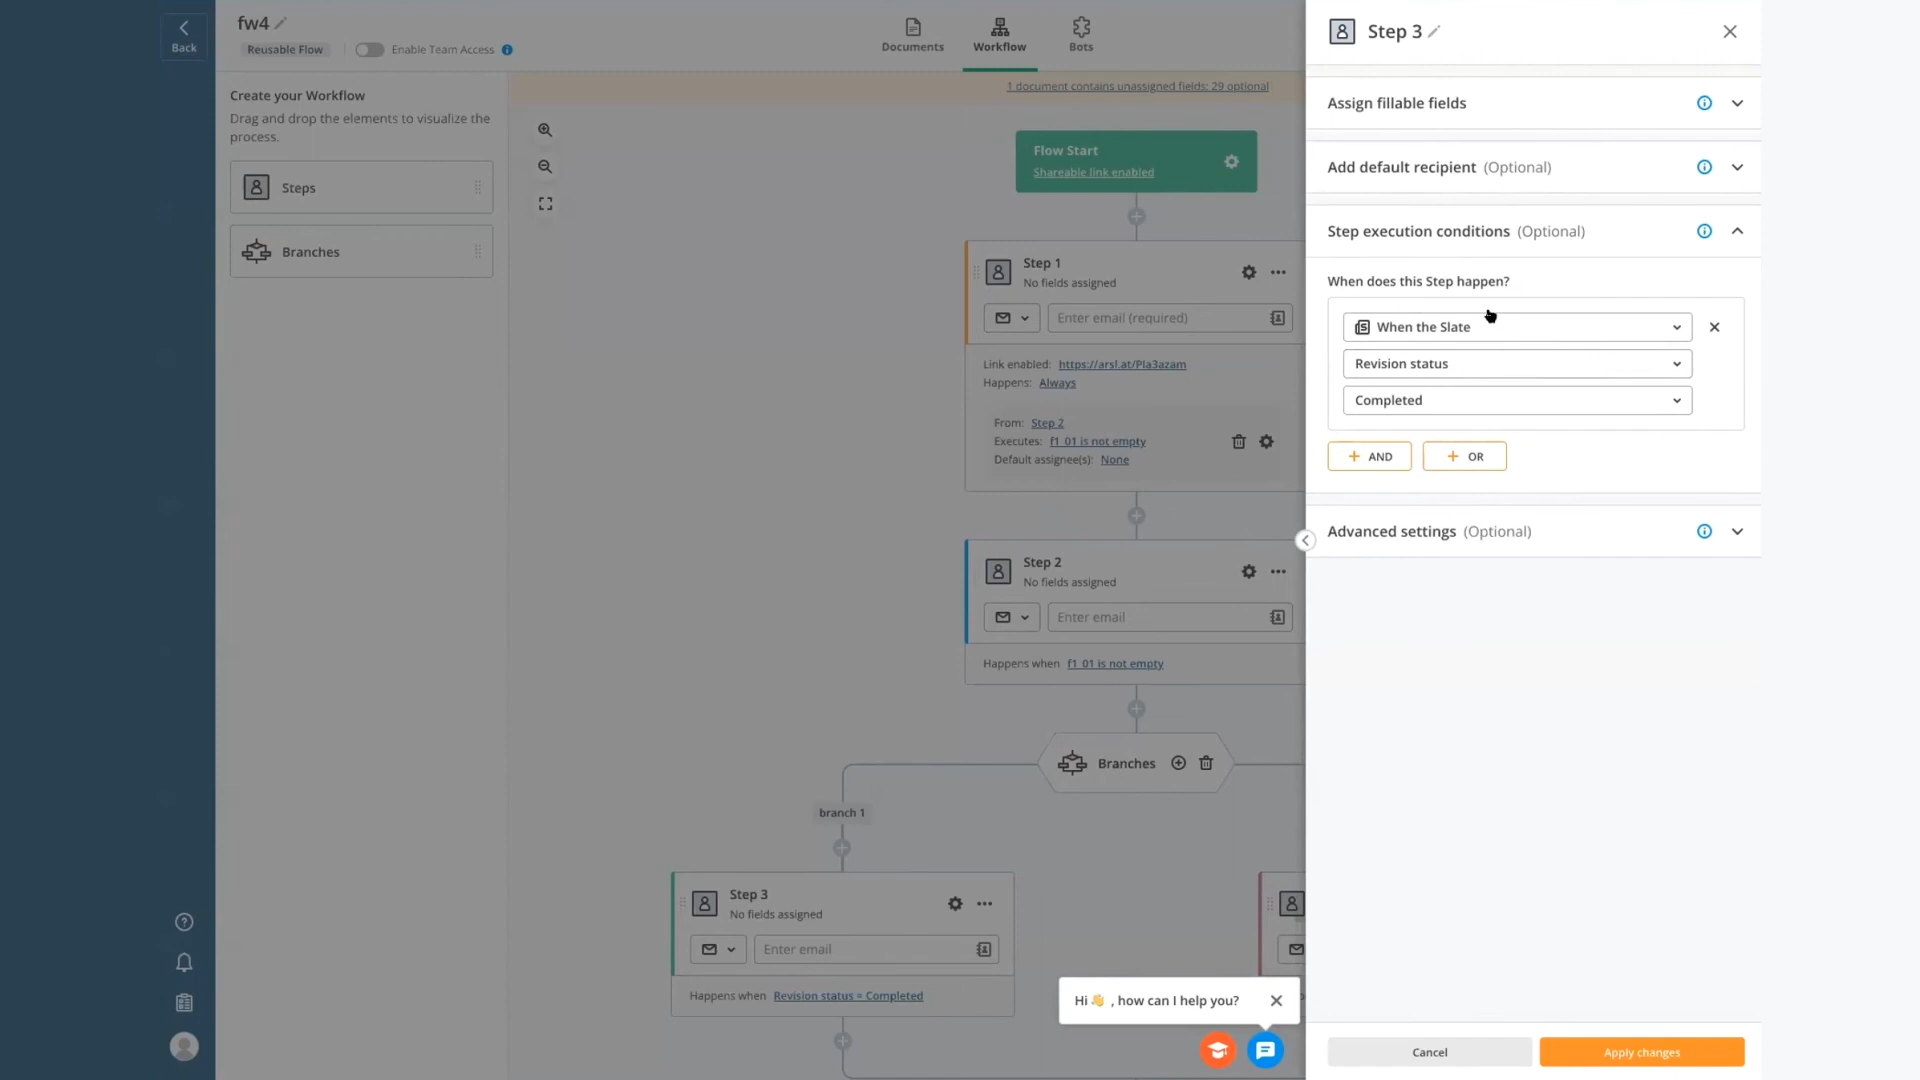 Back
fw4
Reusable Flow
Enable Team Access
Documents
Workflow
Bots
Create your Workflow
Drag and drop the elements to visualize the
process.
Steps
Branches
1 document contains unassigned fields: 29 optional
Flow Start
Shareable link enabled
Step 1
No fields assigned
Enter email (required)
Link enabled: https://arsl.at/Pla3azam
Happens: Always
From: Step 2
Executes: f1_01 is not empty
Default assignee(s): None
Step 2
No fields assigned
Enter email
Happens when f1_01 is not empty
Branches
branch 1
Step 3
No fields assigned
Enter email
Happens when Revision status = Completed
Hi 👋 , how can I help you?
Step 3
Assign fillable fields
Add default recipient (Optional)
Step execution conditions (Optional)
When does this Step happen?
When the Slate
Revision status
Completed
+ AND
+ OR
Advanced settings (Optional)
Cancel
Apply changes